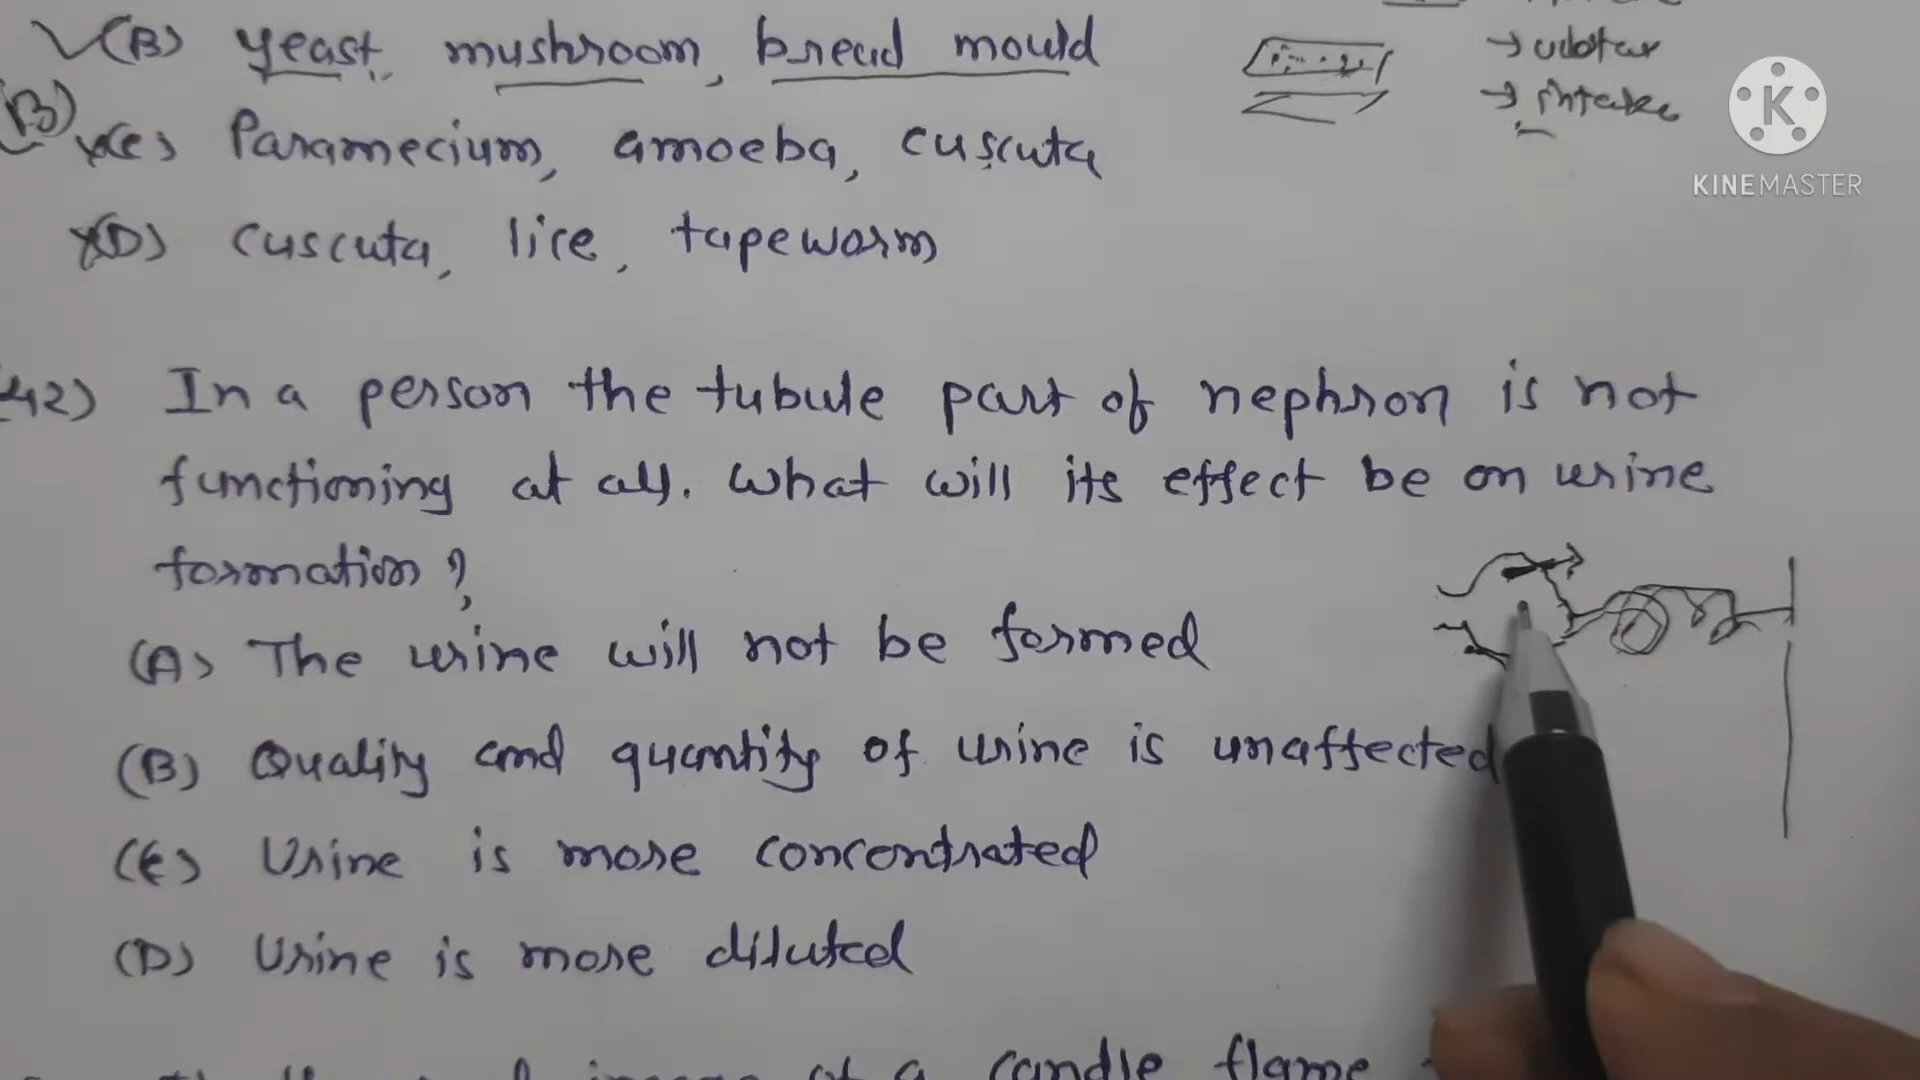 (B) yeast, mushroom, bread mould
→ intake
K
KINEMASTER
(B)
(C) Paramecium, amoeba, cuscuta
(D) cuscuta, lice, tapeworm
42) In a person the tubule part of nephron is not
functioning at all. What will its effect be on urine
formation?
(A) The urine will not be formed
(B) Quality and quantity of urine is unaffected
(C) Urine is more concentrated
(D) Urine is more diluted
of a candle flame